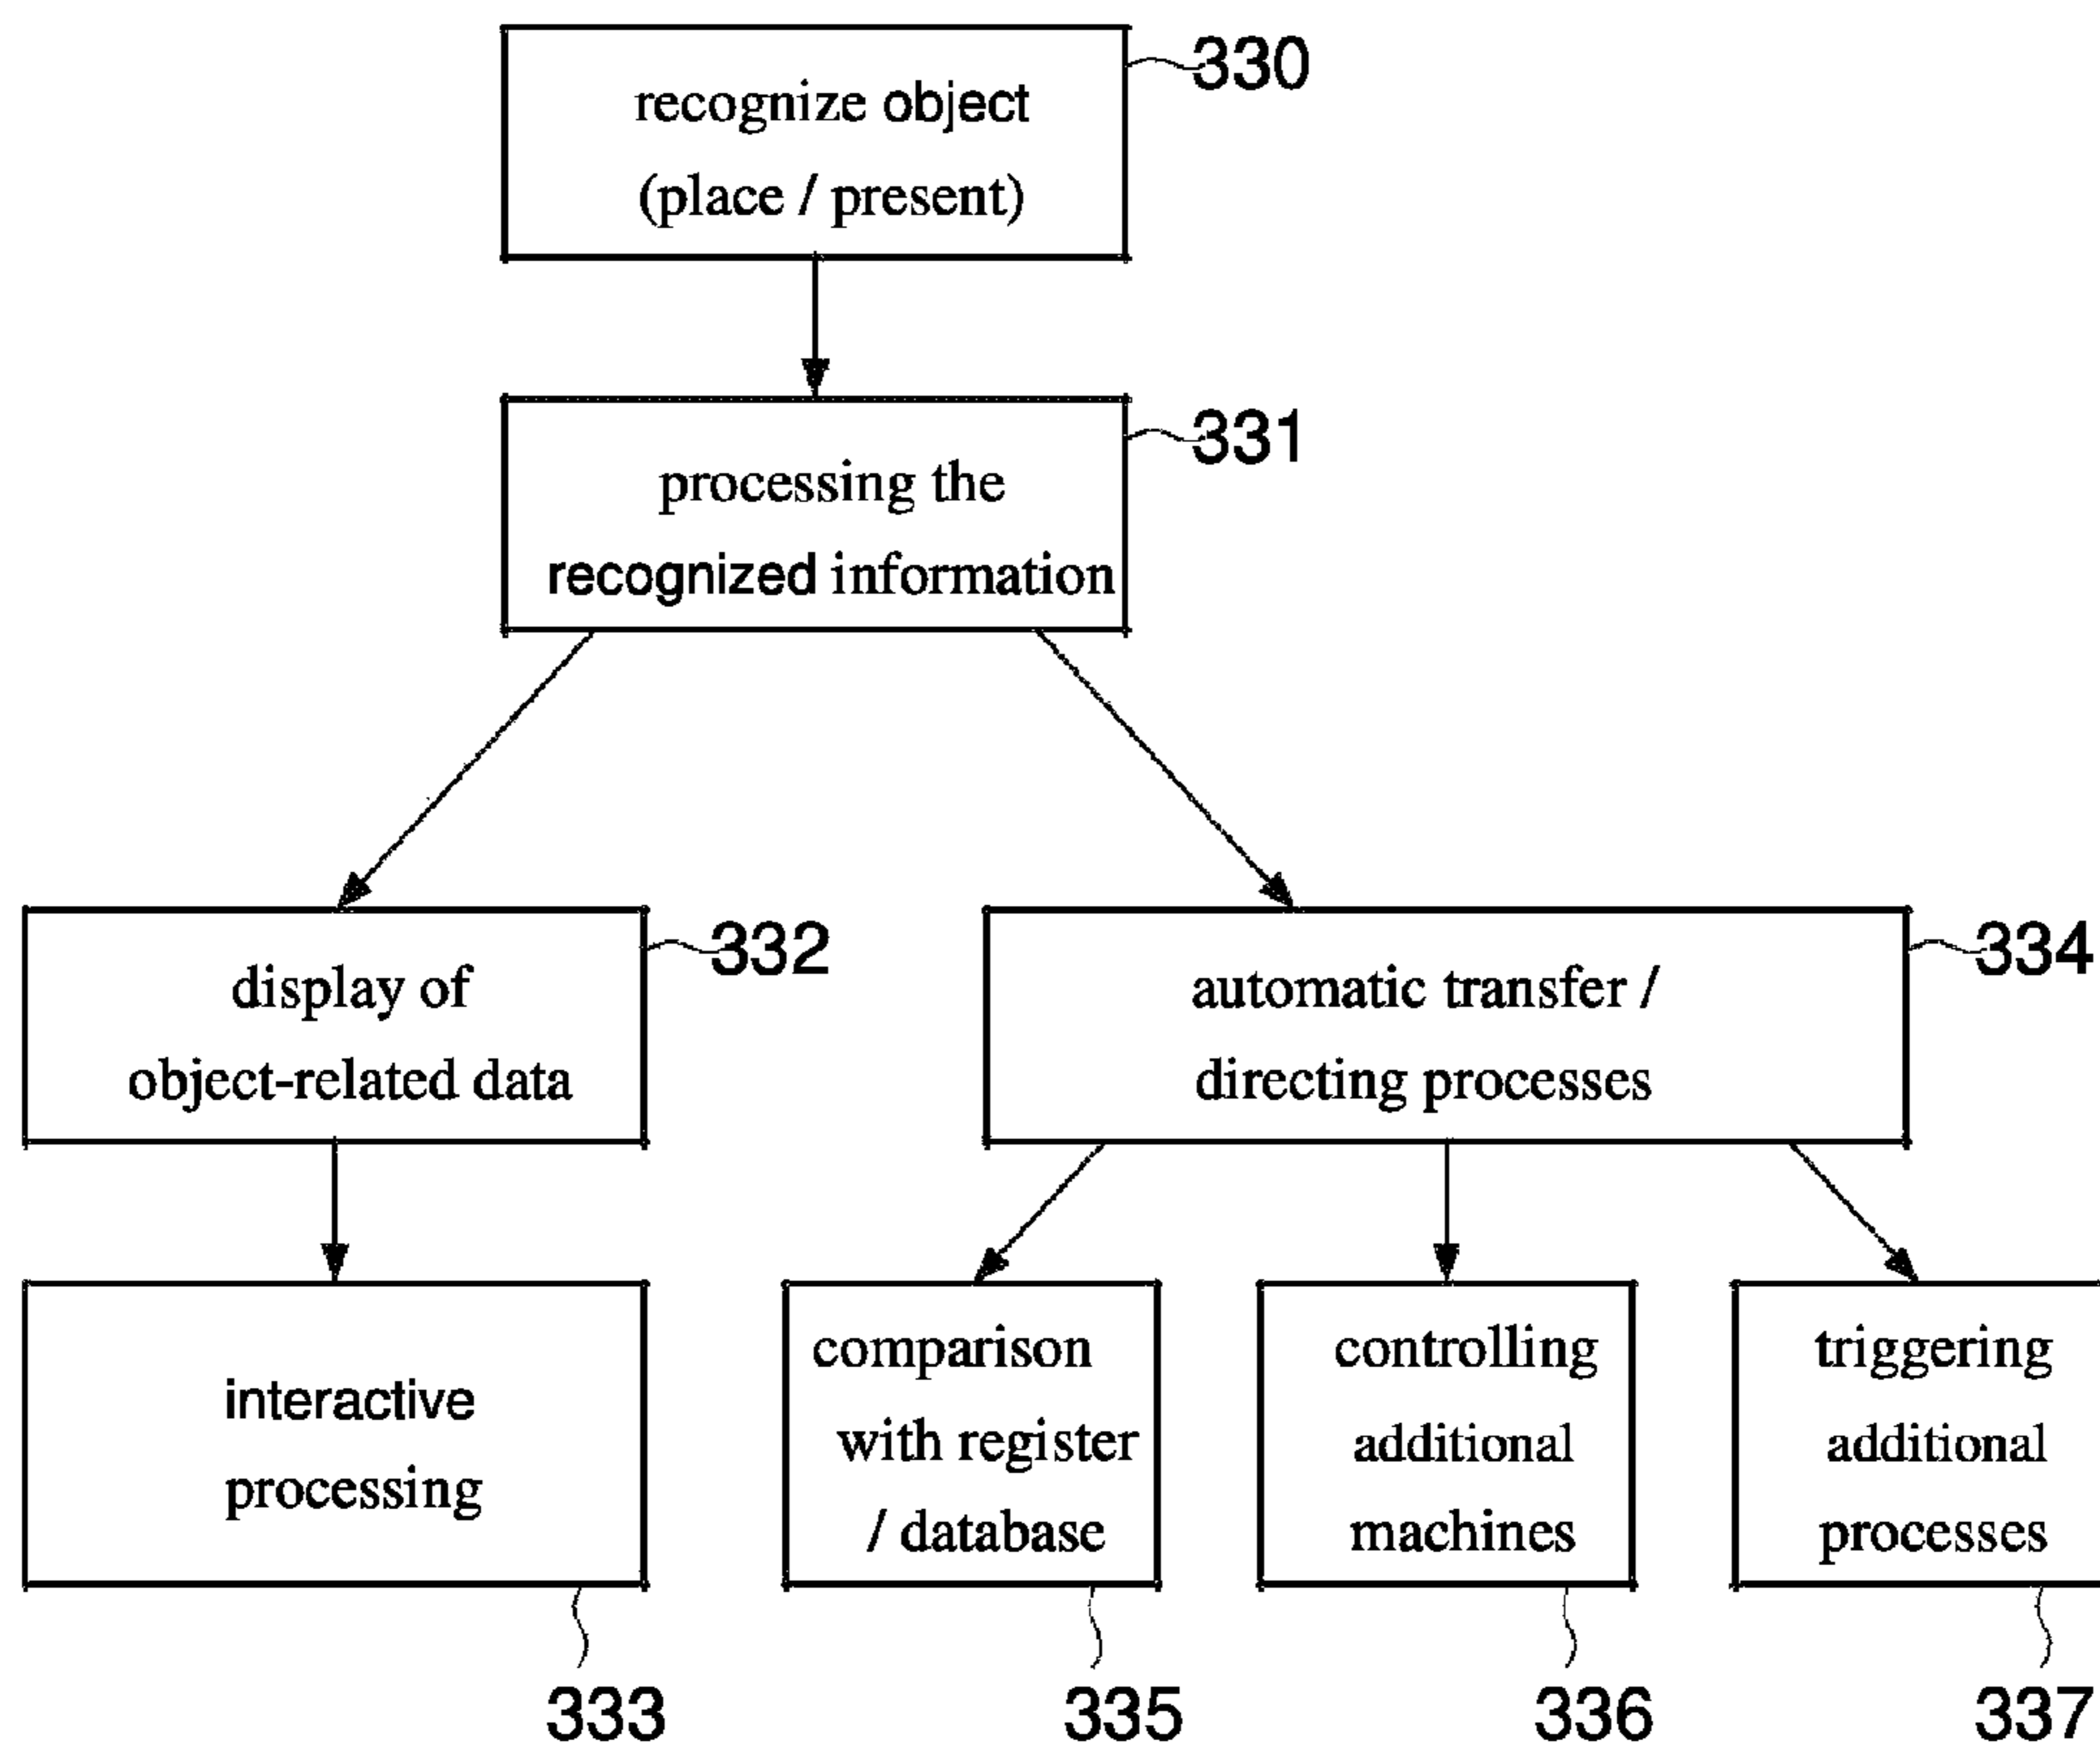 recognize object
(place / present)
330
processing the
recognized information
331
display of
object-related data
332
automatic transfer /
directing processes
334
interactive
processing
333
comparison
with register
/ database
335
controlling
additional
machines
336
triggering
additional
processes
337